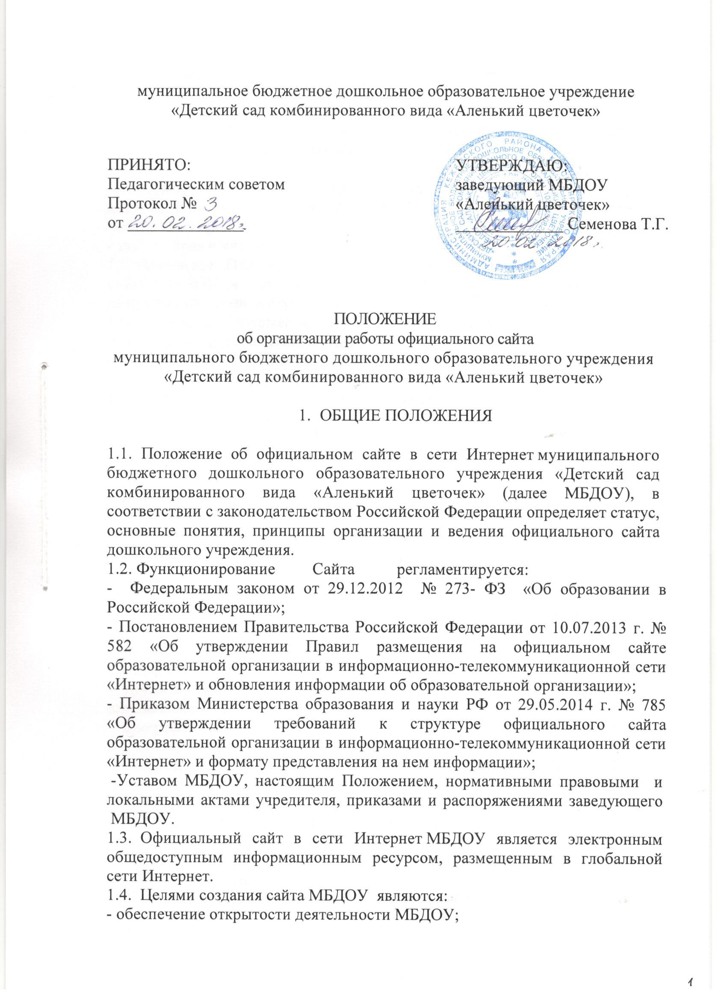 муниципальное бюджетное дошкольное образовательное учреждение
«Детский сад комбинированного вида «Аленький цветочек»
ПРИНЯТО:
Педагогическим советом
Протокол № 3
от 20.02.2018г.
УТВЕРЖДАЮ:
заведующий МБДОУ
«Аленький цветочек»
Семенова Т.Г.
20.02.2018г.
АДМИНИСТРАЦИЯ КЕЖЕМСКОГО РАЙОНА КРАСНОЯРСКОГО КРАЯ
ПОЛОЖЕНИЕ
об организации работы официального сайта
муниципального бюджетного дошкольного образовательного учреждения
«Детский сад комбинированного вида «Аленький цветочек»
1. ОБЩИЕ ПОЛОЖЕНИЯ
1.1. Положение об официальном сайте в сети Интернет муниципального
бюджетного дошкольного образовательного учреждения «Детский сад
комбинированного вида «Аленький цветочек» (далее МБДОУ), в
соответствии с законодательством Российской Федерации определяет статус,
основные понятия, принципы организации и ведения официального сайта
дошкольного учреждения.
1.2. Функционирование Сайта регламентируется:
- Федеральным законом от 29.12.2012 № 273- ФЗ «Об образовании в
Российской Федерации»;
- Постановлением Правительства Российской Федерации от 10.07.2013 г. №
582 «Об утверждении Правил размещения на официальном сайте
образовательной организации в информационно-телекоммуникационной сети
«Интернет» и обновления информации об образовательной организации»;
- Приказом Министерства образования и науки РФ от 29.05.2014 г. № 785
«Об утверждении требований к структуре официального сайта
образовательной организации в информационно-телекоммуникационной сети
«Интернет» и формату представления на нем информации»;
-Уставом МБДОУ, настоящим Положением, нормативными правовыми и
локальными актами учредителя, приказами и распоряжениями заведующего
МБДОУ.
1.3. Официальный сайт в сети Интернет МБДОУ является электронным
общедоступным информационным ресурсом, размещенным в глобальной
сети Интернет.
1.4. Целями создания сайта МБДОУ являются:
- обеспечение открытости деятельности МБДОУ;
1